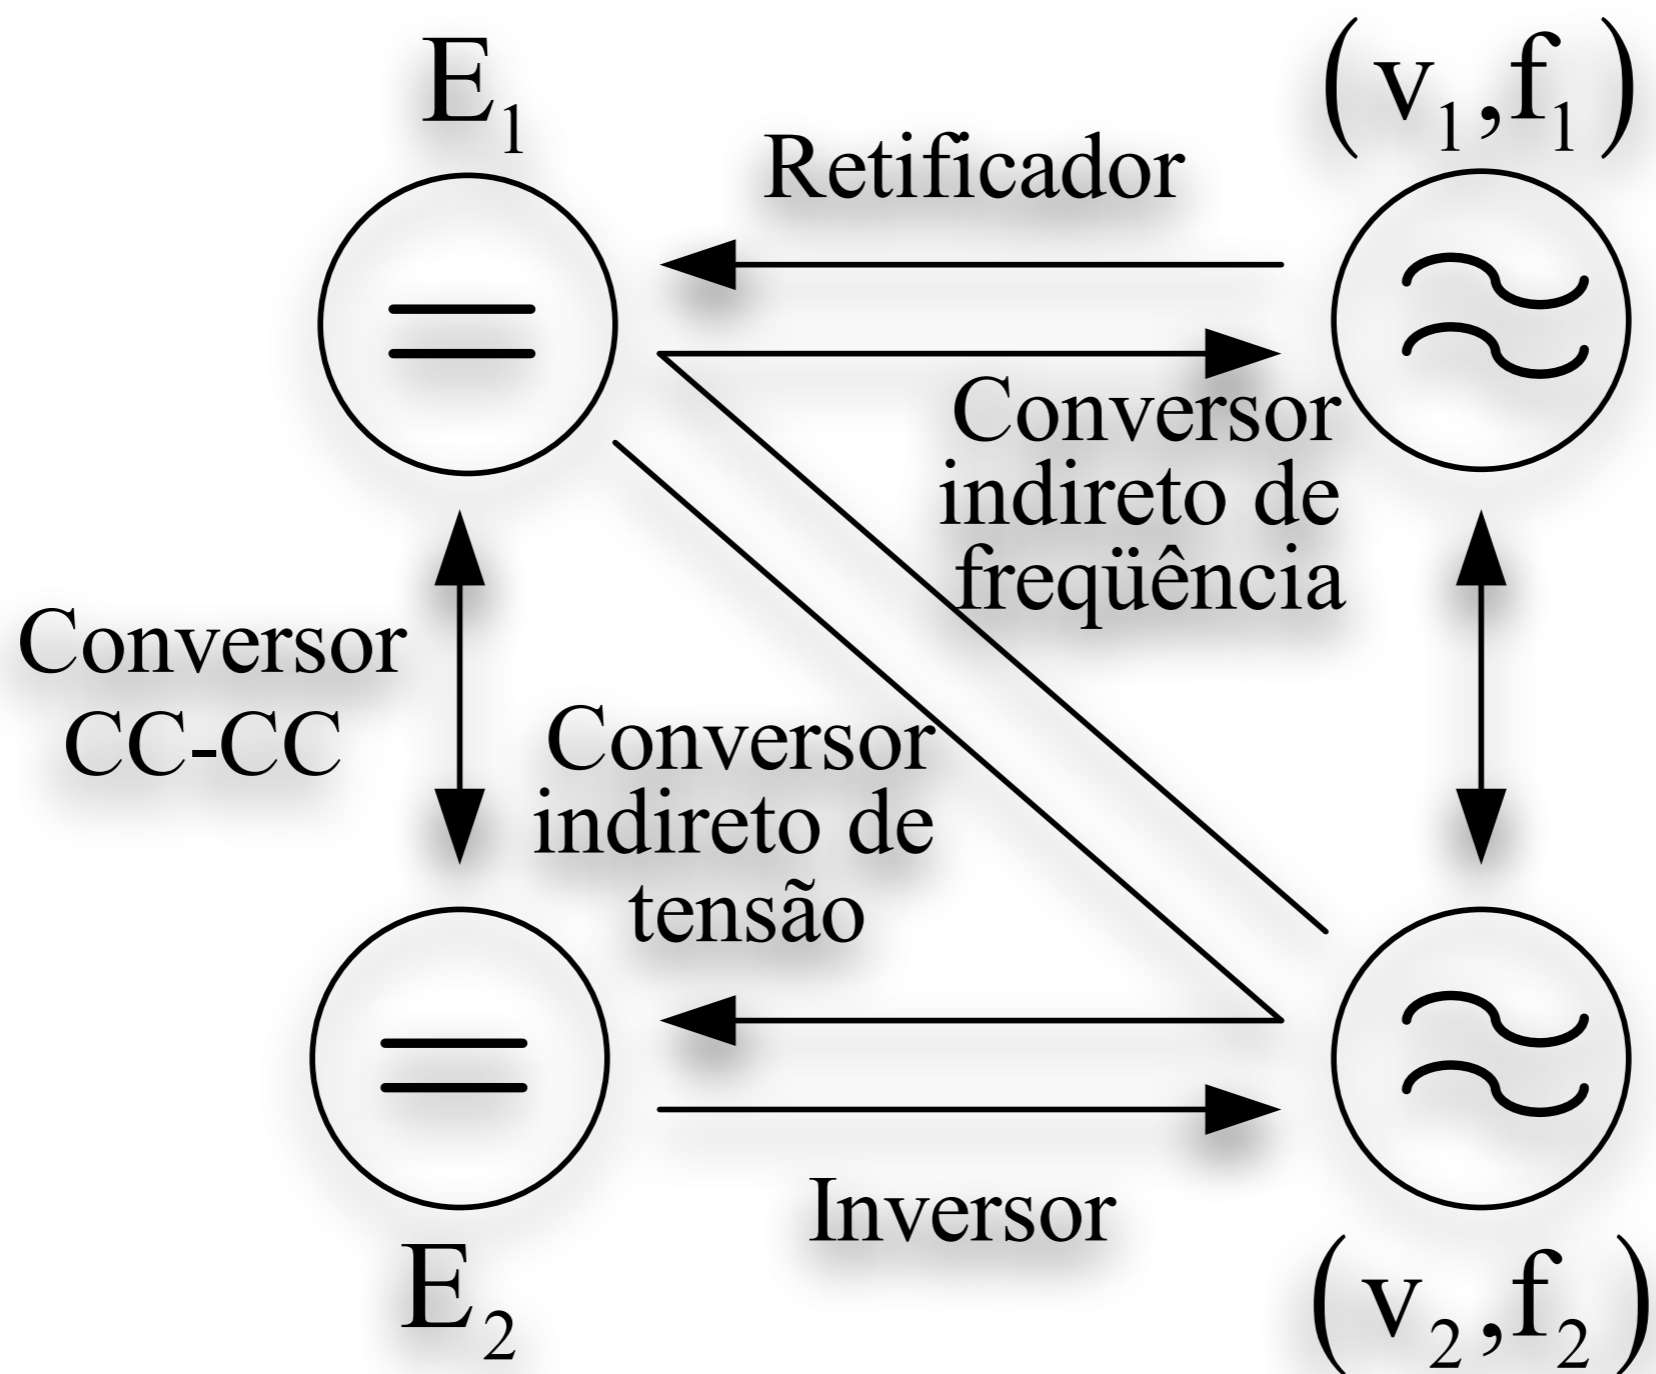 E₁
(v₁,f₁)
Retificador
Conversor
indireto de
freqüência
Conversor
CC-CC
Conversor
indireto de
tensão
Inversor
E₂
(v₂,f₂)